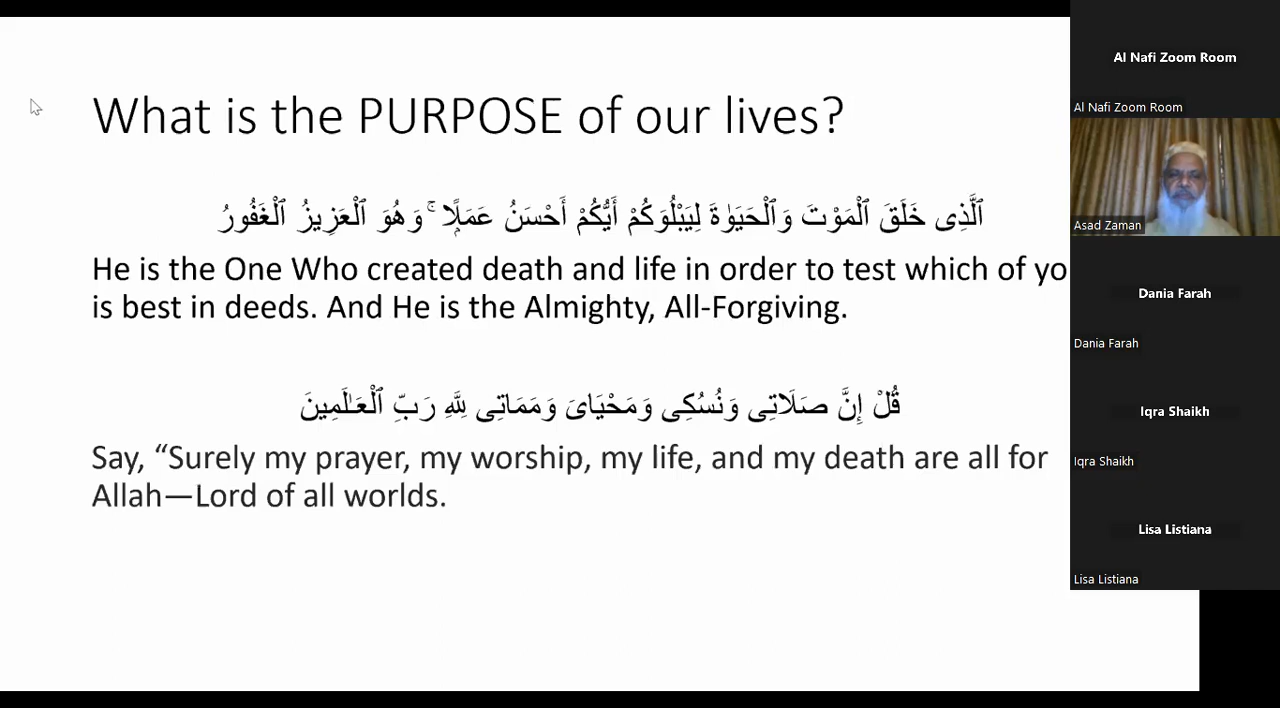 What is the PURPOSE of our lives?
ٱلَّذِى خَلَقَ ٱلْمَوْتَ وَٱلْحَيَوٰةَ لِيَبْلُوَكُمْ أَيُّكُمْ أَحْسَنُ عَمَلًۭا ۚ وَهُوَ ٱلْعَزِيزُ ٱلْغَفُورُ
He is the One Who created death and life in order to test which of yo
is best in deeds. And He is the Almighty, All-Forgiving.
قُلْ إِنَّ صَلَاتِى وَنُسُكِى وَمَحْيَاىَ وَمَمَاتِى لِلَّهِ رَبِّ ٱلْعَـٰلَمِينَ
Say, “Surely my prayer, my worship, my life, and my death are all for
Allah—Lord of all worlds.
Al Nafi Zoom Room
Al Nafi Zoom Room
Asad Zaman
Dania Farah
Dania Farah
Iqra Shaikh
Iqra Shaikh
Lisa Listiana
Lisa Listiana